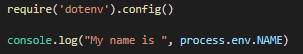 require('dotenv').config()
console.log("My name is ", process.env.NAME)